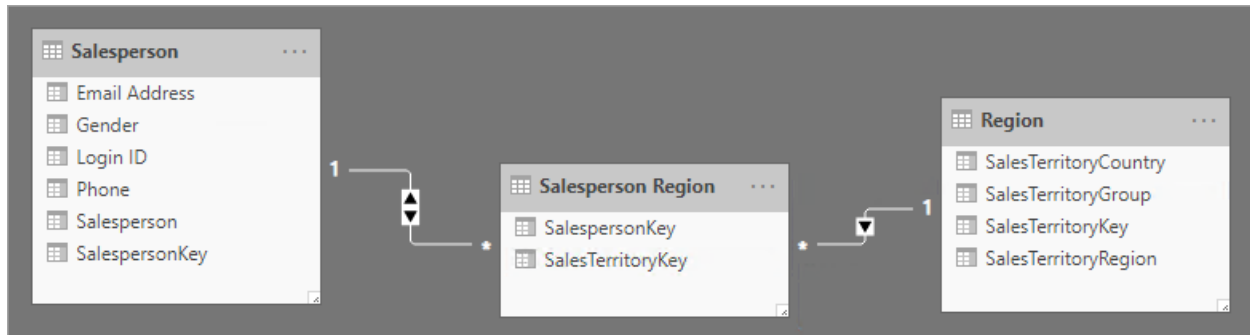 Salesperson
Email Address
Gender
Login ID
Phone
Salesperson
SalespersonKey
1
*
Salesperson Region
SalespersonKey
SalesTerritoryKey
*
1
Region
SalesTerritoryCountry
SalesTerritoryGroup
SalesTerritoryKey
SalesTerritoryRegion